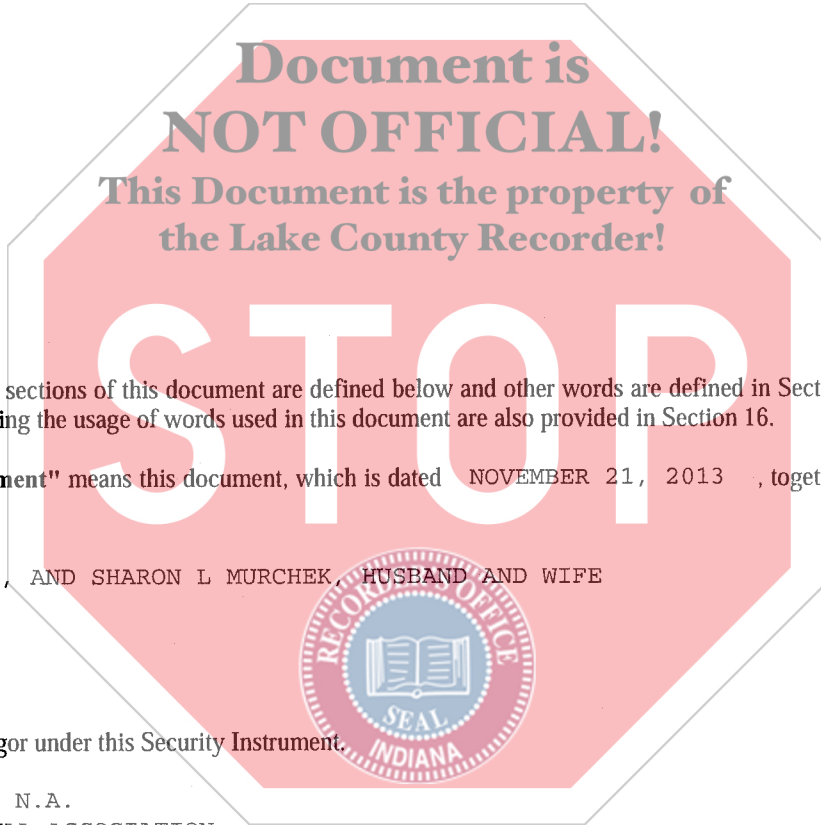 Document is
NOT OFFICIAL!
This Document is the property of
the Lake County Recorder!
STOP
sections of this document are defined below and other words are defined in Sect
ing the usage of words used in this document are also provided in Section 16.
ment" means this document, which is dated NOVEMBER 21, 2013 , toget
, AND SHARON L MURCHEK, HUSBAND AND WIFE
RECORDER'S OFFICE
SEAL
INDIANA
gor under this Security Instrument.
N.A.